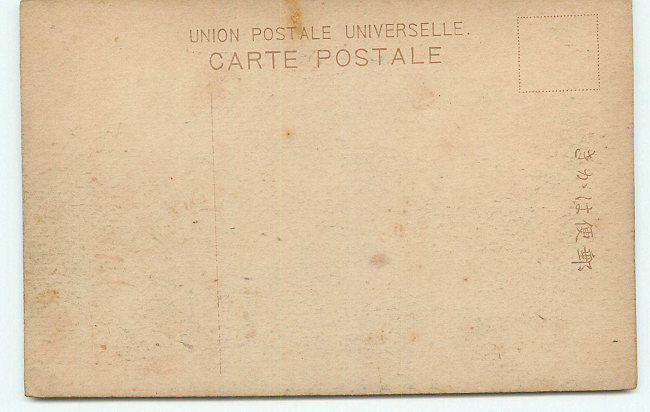 UNION POSTALE UNIVERSELLE.
CARTE POSTALE
きがは便郵